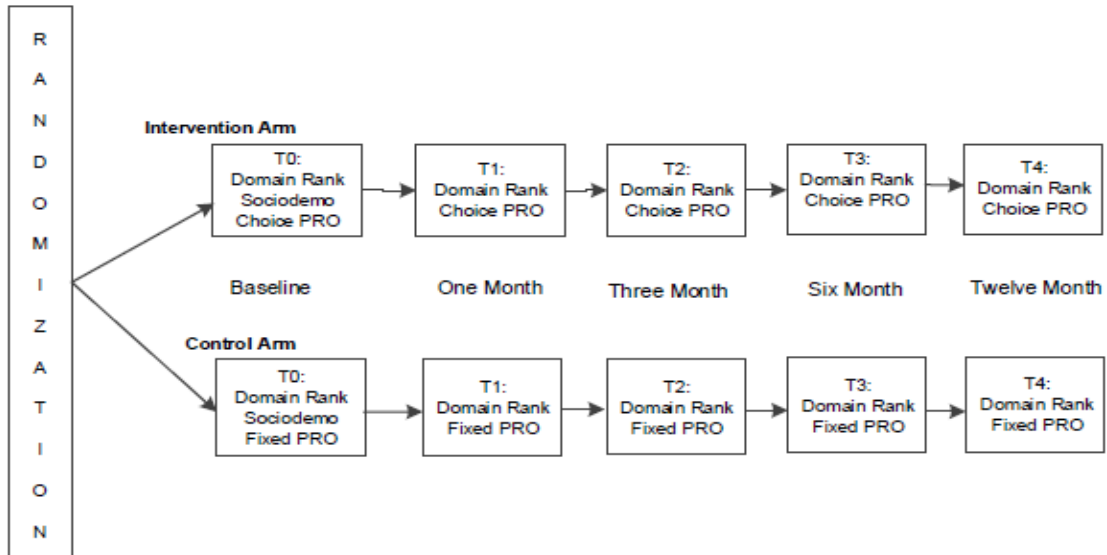 RANDOMIZATION
Intervention Arm
T0:
Domain Rank
Sociodemo
Choice PRO
T1:
Domain Rank
Choice PRO
T2:
Domain Rank
Choice PRO
T3:
Domain Rank
Choice PRO
T4:
Domain Rank
Choice PRO
Baseline
One Month
Three Month
Six Month
Twelve Month
Control Arm
T0:
Domain Rank
Sociodemo
Fixed PRO
T1:
Domain Rank
Fixed PRO
T2:
Domain Rank
Fixed PRO
T3:
Domain Rank
Fixed PRO
T4:
Domain Rank
Fixed PRO